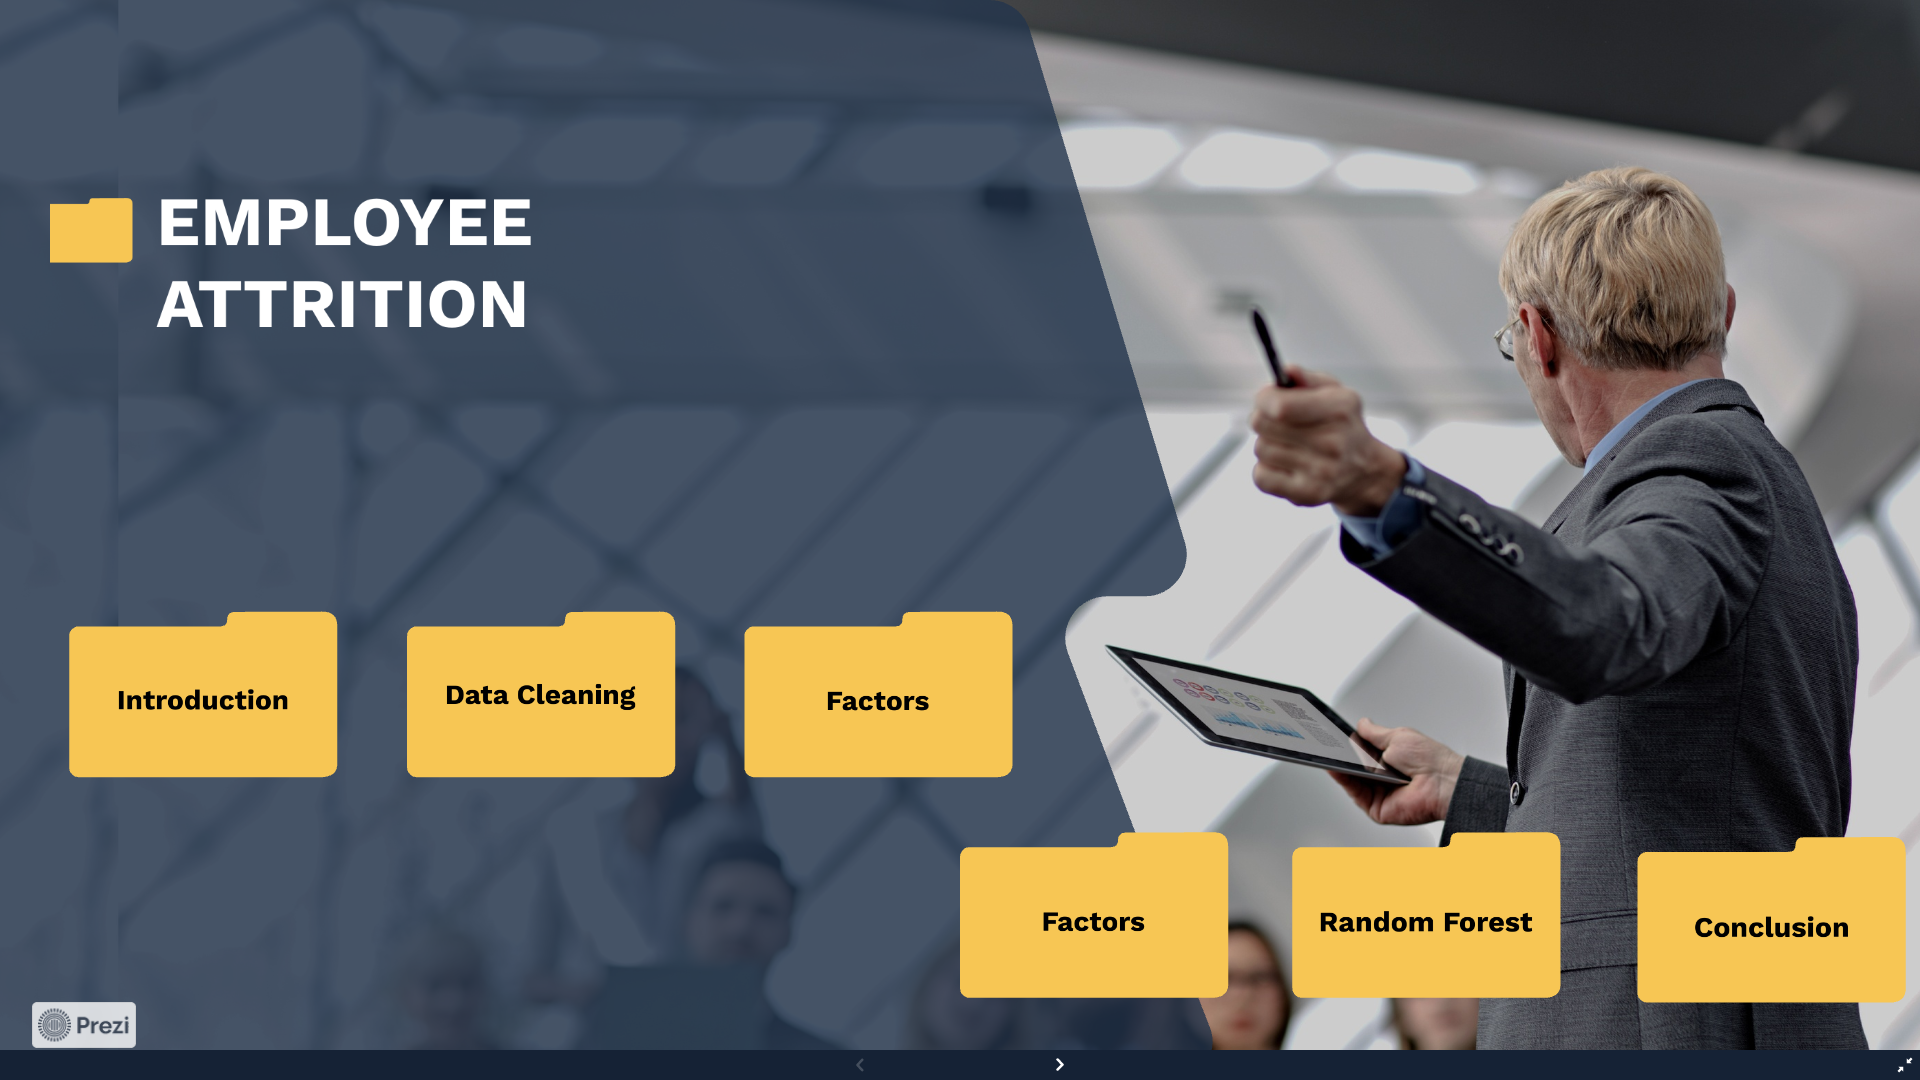 EMPLOYEE
ATTRITION
Introduction
Data Cleaning
Factors
Factors
Random Forest
Conclusion
Prezi